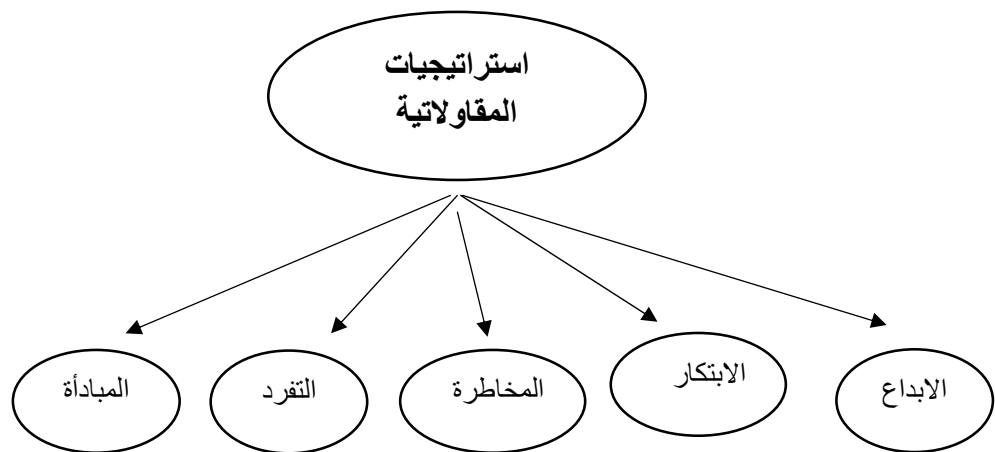 استراتيجيات
المقاولاتية
الابداع
الابتكار
المخاطرة
التفرد
المبادأة